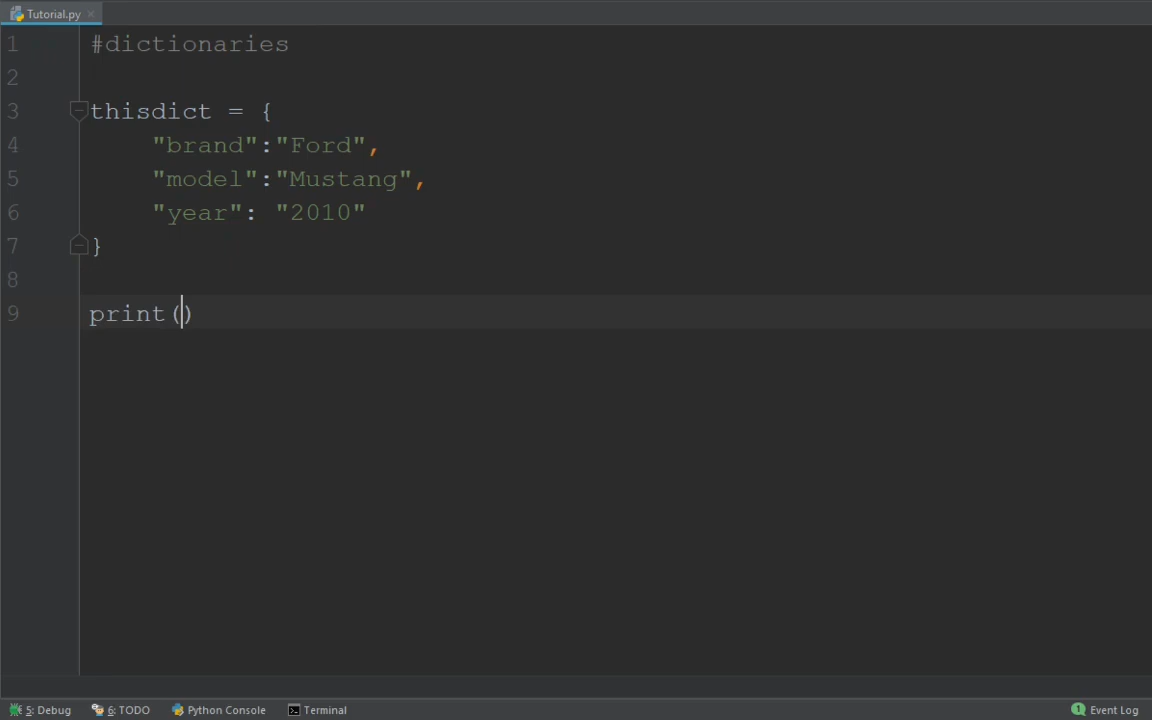 Tutorial.py
1 #dictionaries
2
3 thisdict = {
4 "brand":"Ford",
5 "model":"Mustang",
6 "year": "2010"
7 }
8
9 print()
5: Debug 6: TODO Python Console Terminal 1 Event Log